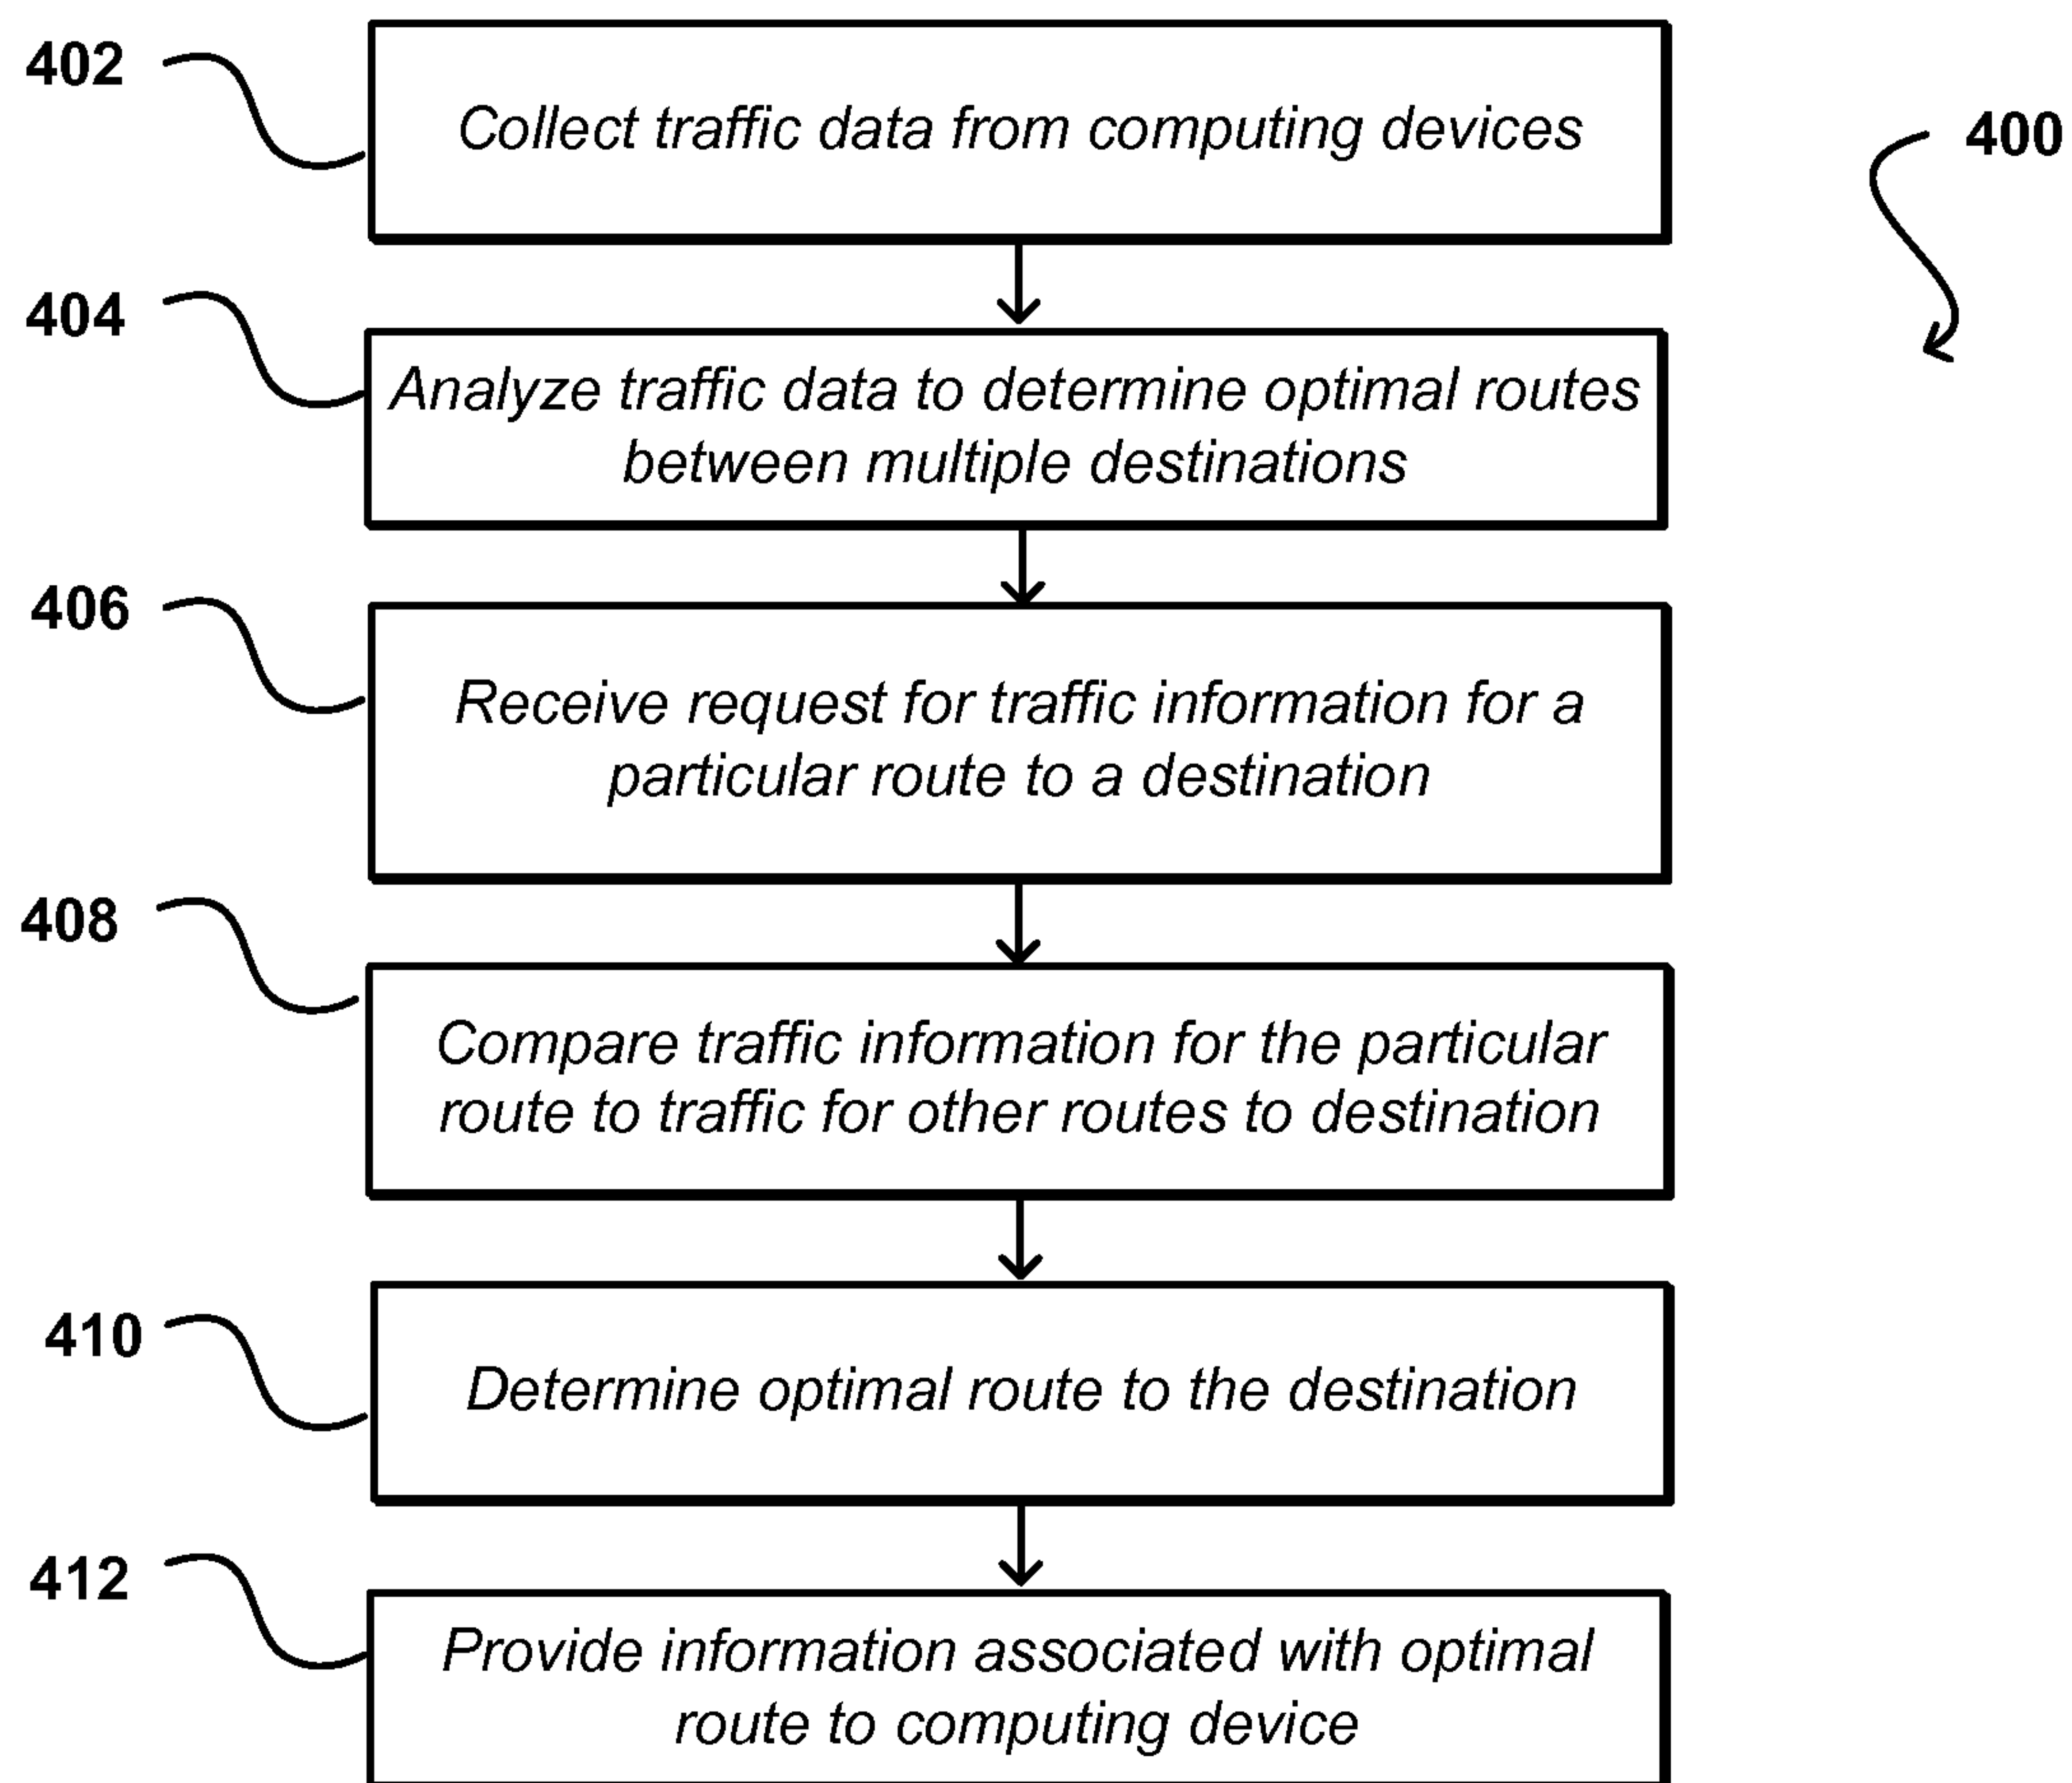 402
Collect traffic data from computing devices
400
404
Analyze traffic data to determine optimal routes
between multiple destinations
406
Receive request for traffic information for a
particular route to a destination
408
Compare traffic information for the particular
route to traffic for other routes to destination
410
Determine optimal route to the destination
412
Provide information associated with optimal
route to computing device